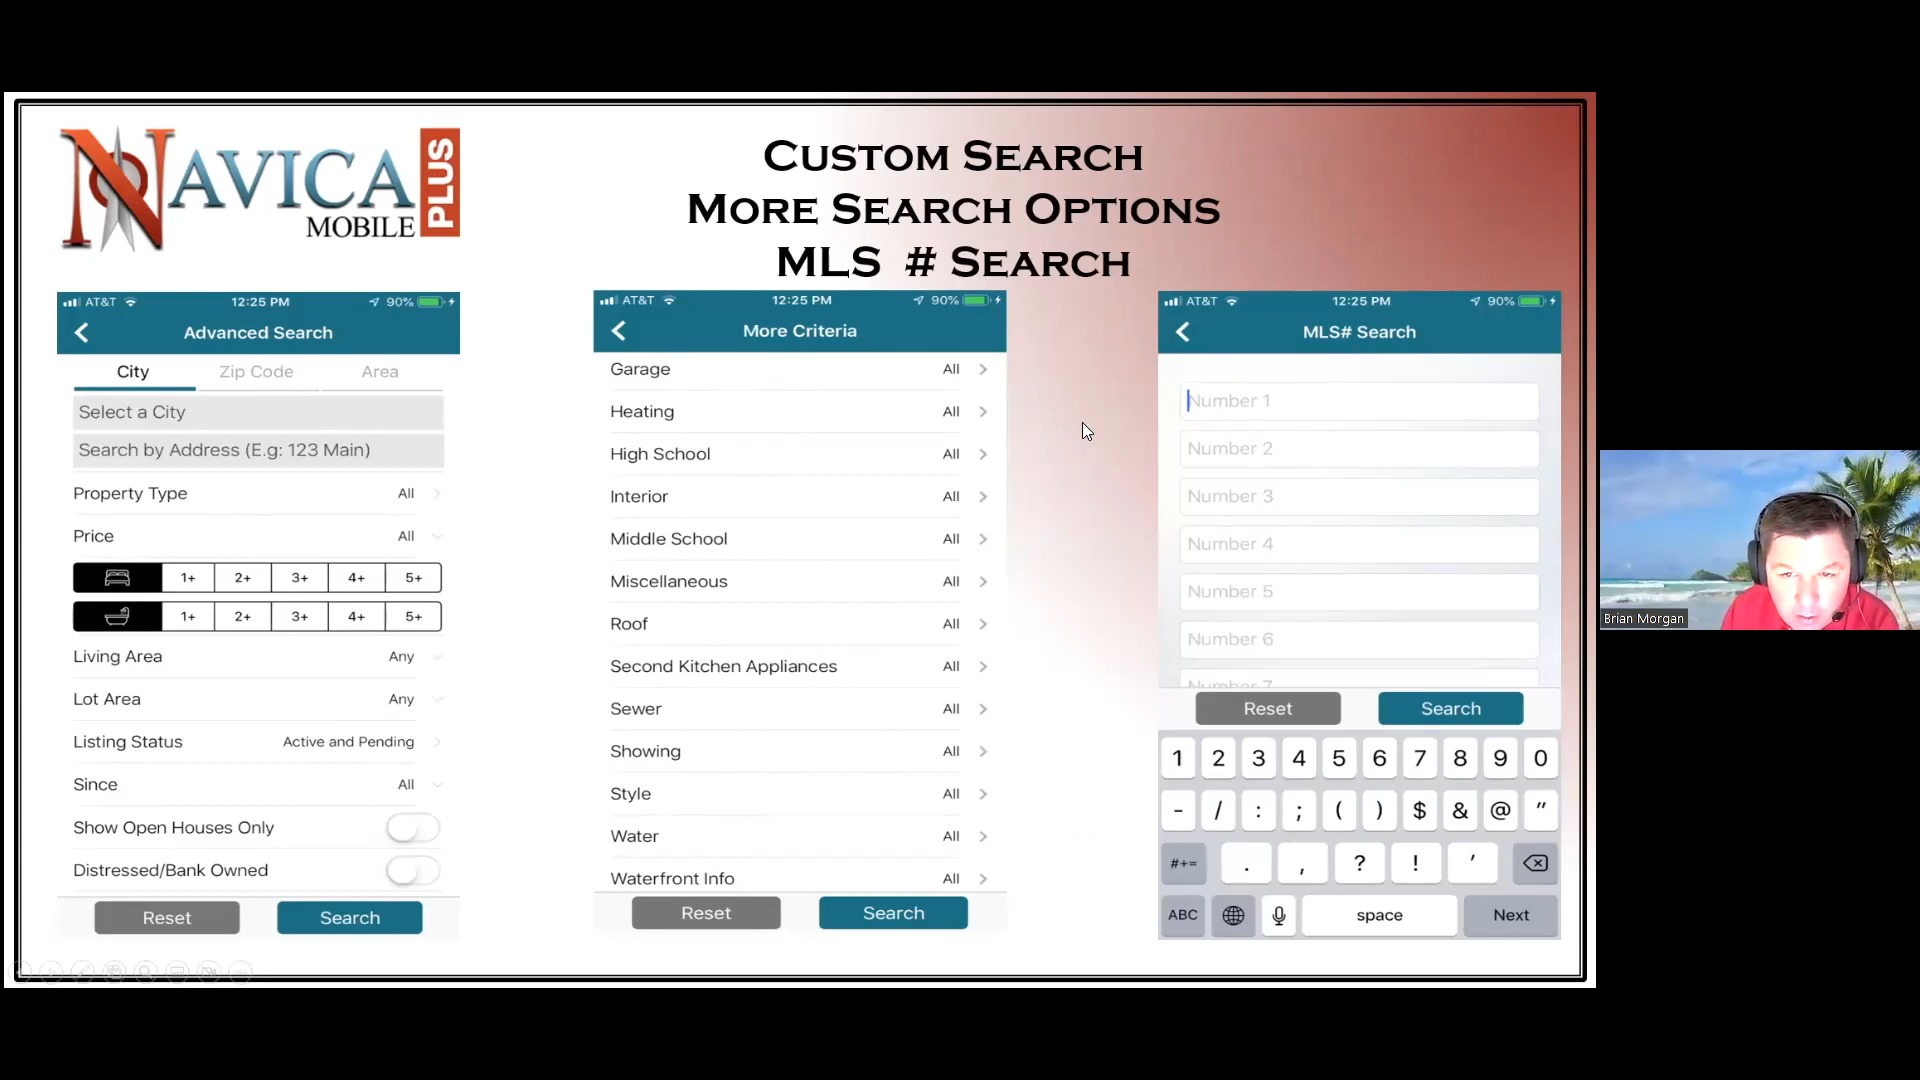 NAVICA
MOBILE
PLUS
CUSTOM SEARCH
MORE SEARCH OPTIONS
MLS # SEARCH
AT&T 12:25 PM 90%
Advanced Search
City Zip Code Area
Select a City
Search by Address (E.g: 123 Main)
Property Type All
Price All
1+ 2+ 3+ 4+ 5+
1+ 2+ 3+ 4+ 5+
Living Area Any
Lot Area Any
Listing Status Active and Pending
Since All
Show Open Houses Only
Distressed/Bank Owned
Reset Search
AT&T 12:25 PM 90%
More Criteria
Garage All
Heating All
High School All
Interior All
Middle School All
Miscellaneous All
Roof All
Second Kitchen Appliances All
Sewer All
Showing All
Style All
Water All
Waterfront Info All
Reset Search
AT&T 12:25 PM 90%
MLS# Search
Number 1
Number 2
Number 3
Number 4
Number 5
Number 6
Number 7
Reset Search
1 2 3 4 5 6 7 8 9 0
- / : ; ( ) $ & @ "
#+= . , ? ! '
ABC space Next
Brian Morgan